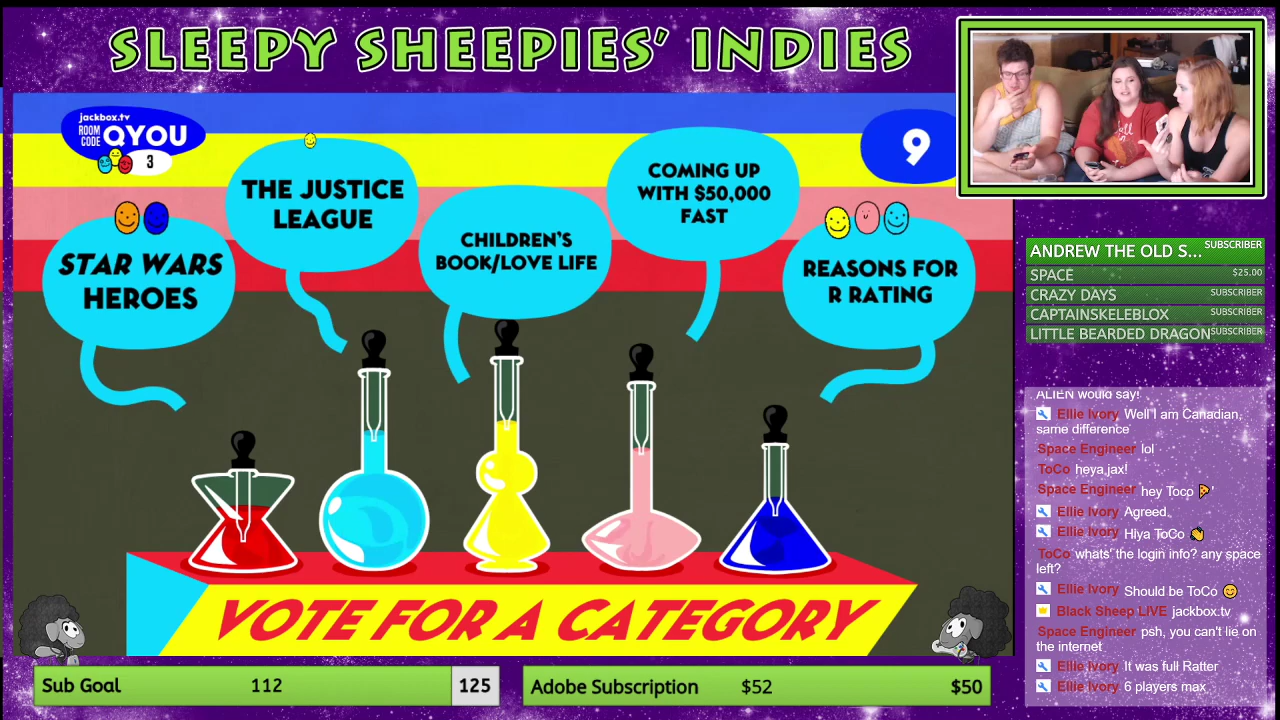 SLEEPY SHEEPIES' INDIES
jackbox.tv
ROOM CODE QYOU
3
9
THE JUSTICE
LEAGUE
COMING UP
WITH $50,000
FAST
CHILDREN'S
BOOK/LOVE LIFE
STAR WARS
HEROES
REASONS FOR
R RATING
VOTE FOR A CATEGORY
Sub Goal 112 125
Adobe Subscription $52 $50
ANDREW THE OLD S... SUBSCRIBER
SPACE $25.00
CRAZY DAYS SUBSCRIBER
CAPTAINSKELEBLOX SUBSCRIBER
LITTLE BEARDED DRAGON SUBSCRIBER
ALIEN would say!
Ellie Ivory Well I am Canadian,
same difference
Space Engineer lol
ToCo heya jax!
Space Engineer hey Toco 🍕'
Ellie Ivory Agreed.
Ellie Ivory HIya ToCo 👏
ToCo whats' the login info? any space
left?
Ellie Ivory Should be ToCo 😊
Black Sheep LIVE jackbox.tv
Space Engineer psh, you can't lie on
the internet
Ellie Ivory It was full Ratter
Ellie Ivory 6 players max